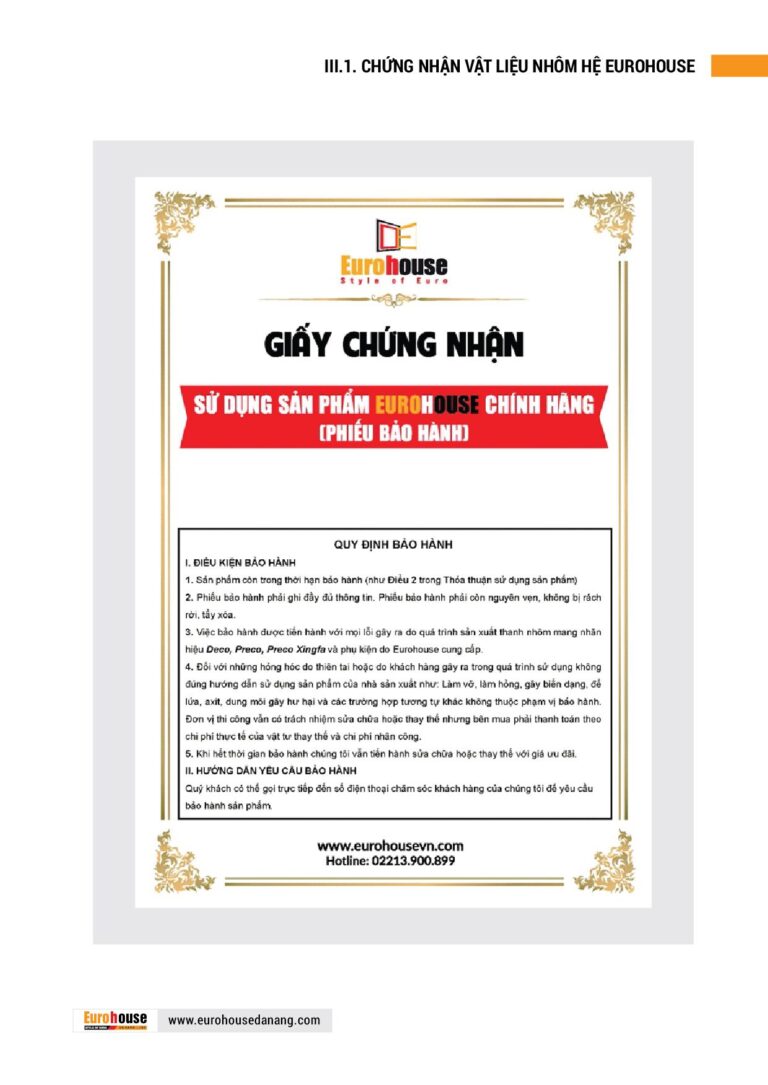 III.1. CHỨNG NHẬN VẬT LIỆU NHÔM HỆ EUROHOUSE
Eurohouse
Style of Euro
GIẤY CHỨNG NHẬN
SỬ DỤNG SẢN PHẨM EUROHOUSE CHÍNH HÃNG
(PHIẾU BẢO HÀNH)
QUY ĐỊNH BẢO HÀNH
I. ĐIỀU KIỆN BẢO HÀNH
1. Sản phẩm còn trong thời hạn bảo hành (như Điều 2 trong Thỏa thuận sử dụng sản phẩm)
2. Phiếu bảo hành phải ghi đầy đủ thông tin. Phiếu bảo hành phải còn nguyên vẹn, không bị rách
rời, tẩy xóa.
3. Việc bảo hành được tiến hành với mọi lỗi gây ra do quá trình sản xuất thanh nhôm mang nhãn
hiệu Deco, Preco, Preco Xingfa và phụ kiện do Eurohouse cung cấp.
4. Đối với những hỏng hóc do thiên tai hoặc do khách hàng gây ra trong quá trình sử dụng không
đúng hướng dẫn sử dụng sản phẩm của nhà sản xuất như: Làm vỡ, làm hỏng, gây biến dạng, để
lửa, axit, dung môi gây hư hại và các trường hợp tương tự khác không thuộc phạm vị bảo hành.
Đơn vị thi công vẫn có trách nhiệm sửa chữa hoặc thay thế nhưng bên mua phải thanh toán theo
chi phí thực tế của vật tư thay thế và chi phí nhân công.
5. Khi hết thời gian bảo hành chúng tôi vẫn tiến hành sửa chữa hoặc thay thế với giá ưu đãi.
II. HƯỚNG DẪN YÊU CẦU BẢO HÀNH
Quý khách có thể gọi trực tiếp đến số điện thoại chăm sóc khách hàng của chúng tôi để yêu cầu
bảo hành sản phẩm.
www.eurohousevn.com
Hotline: 02213.900.899
Eurohouse
www.eurohousedanang.com